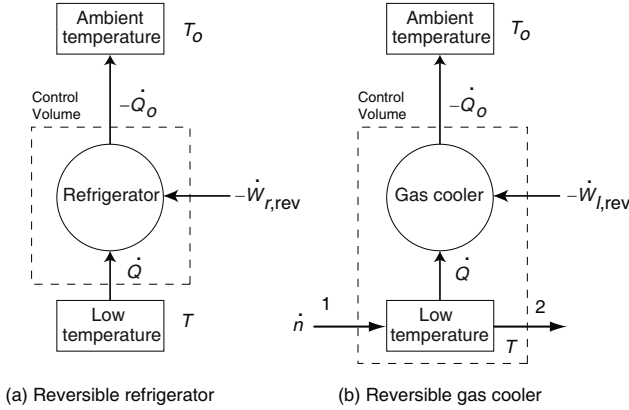 Ambient
temperature
T_o
Control
Volume
−Q̇_o
Refrigerator
−Ẇ_r,rev
Q̇
Low
temperature
T
(a) Reversible refrigerator
Ambient
temperature
T_o
Control
Volume
−Q̇_o
Gas cooler
−Ẇ_l,rev
Q̇
ṅ
1
Low
temperature
2
T
(b) Reversible gas cooler